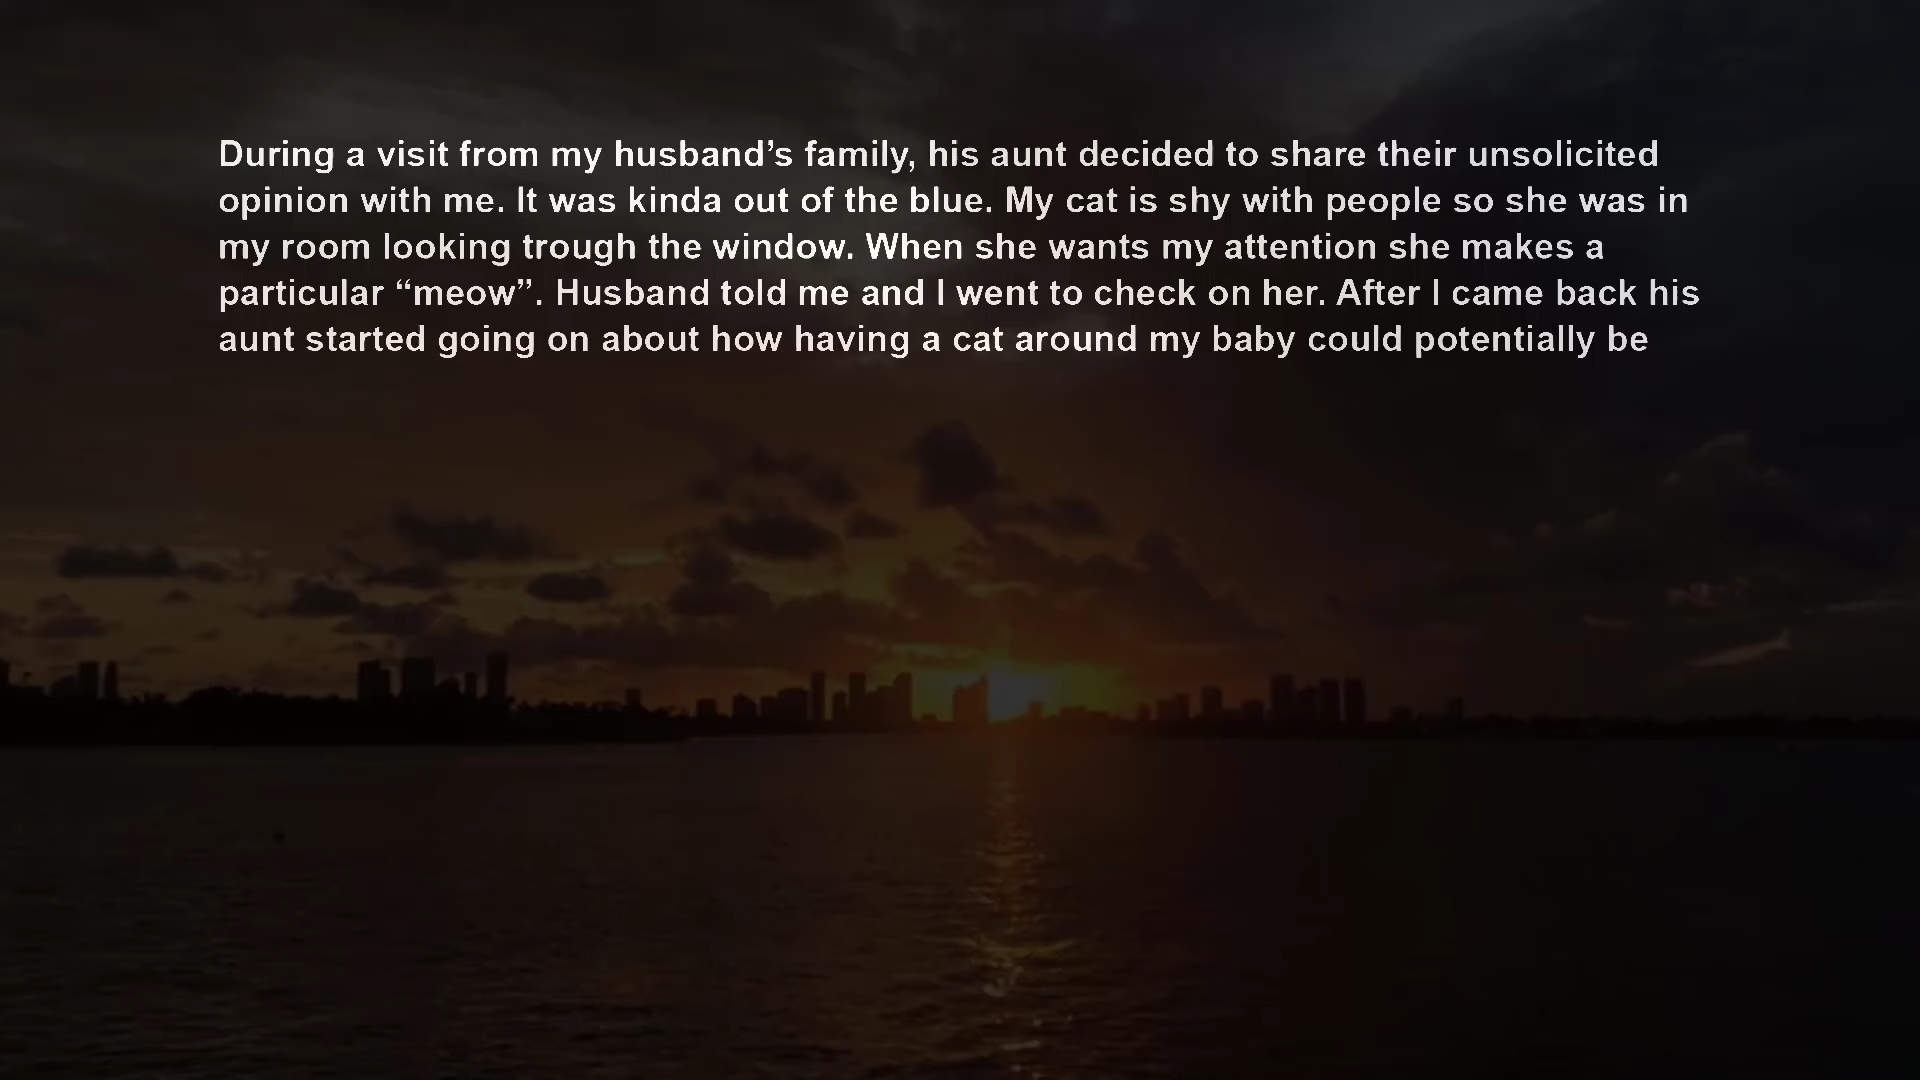 During a visit from my husband’s family, his aunt decided to share their unsolicited
opinion with me. It was kinda out of the blue. My cat is shy with people so she was in
my room looking trough the window. When she wants my attention she makes a
particular “meow”. Husband told me and I went to check on her. After I came back his
aunt started going on about how having a cat around my baby could potentially be